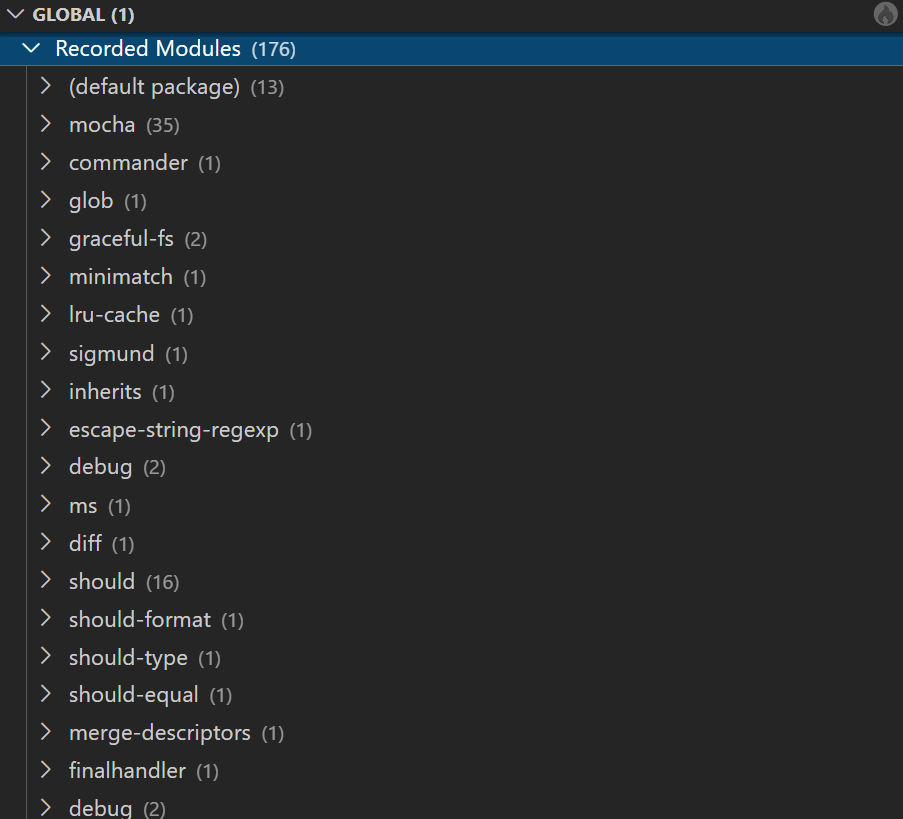 GLOBAL (1)
Recorded Modules (176)
(default package) (13)
mocha (35)
commander (1)
glob (1)
graceful-fs (2)
minimatch (1)
lru-cache (1)
sigmund (1)
inherits (1)
escape-string-regexp (1)
debug (2)
ms (1)
diff (1)
should (16)
should-format (1)
should-type (1)
should-equal (1)
merge-descriptors (1)
finalhandler (1)
debug (2)